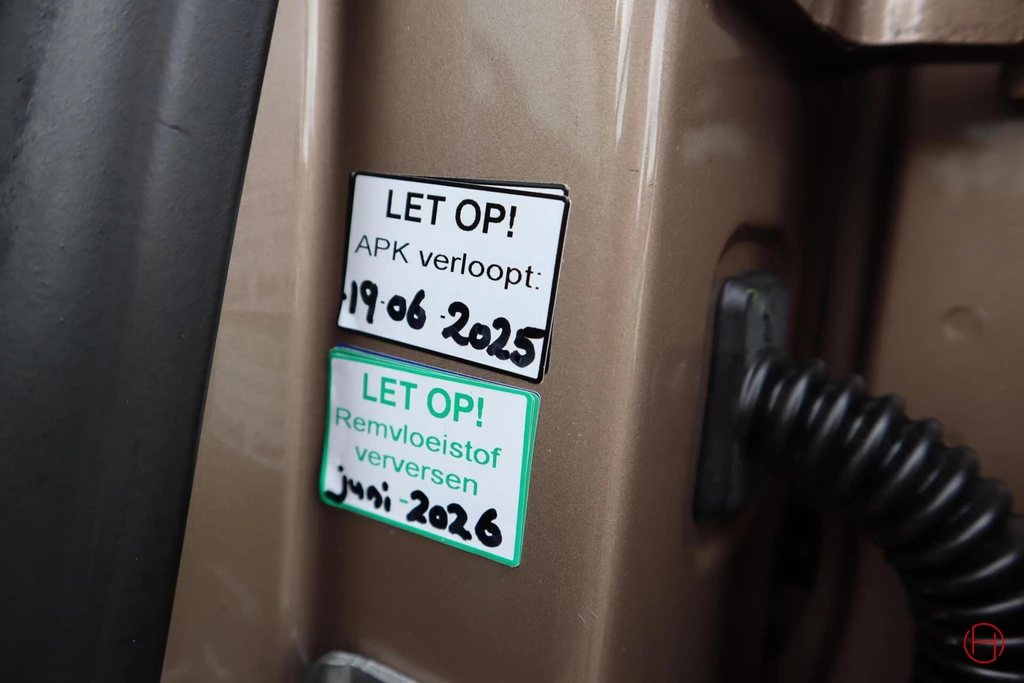 LET OP!
APK verloopt:
19-06-2025
LET OP!
Remvloeistof
verversen
juni-2026